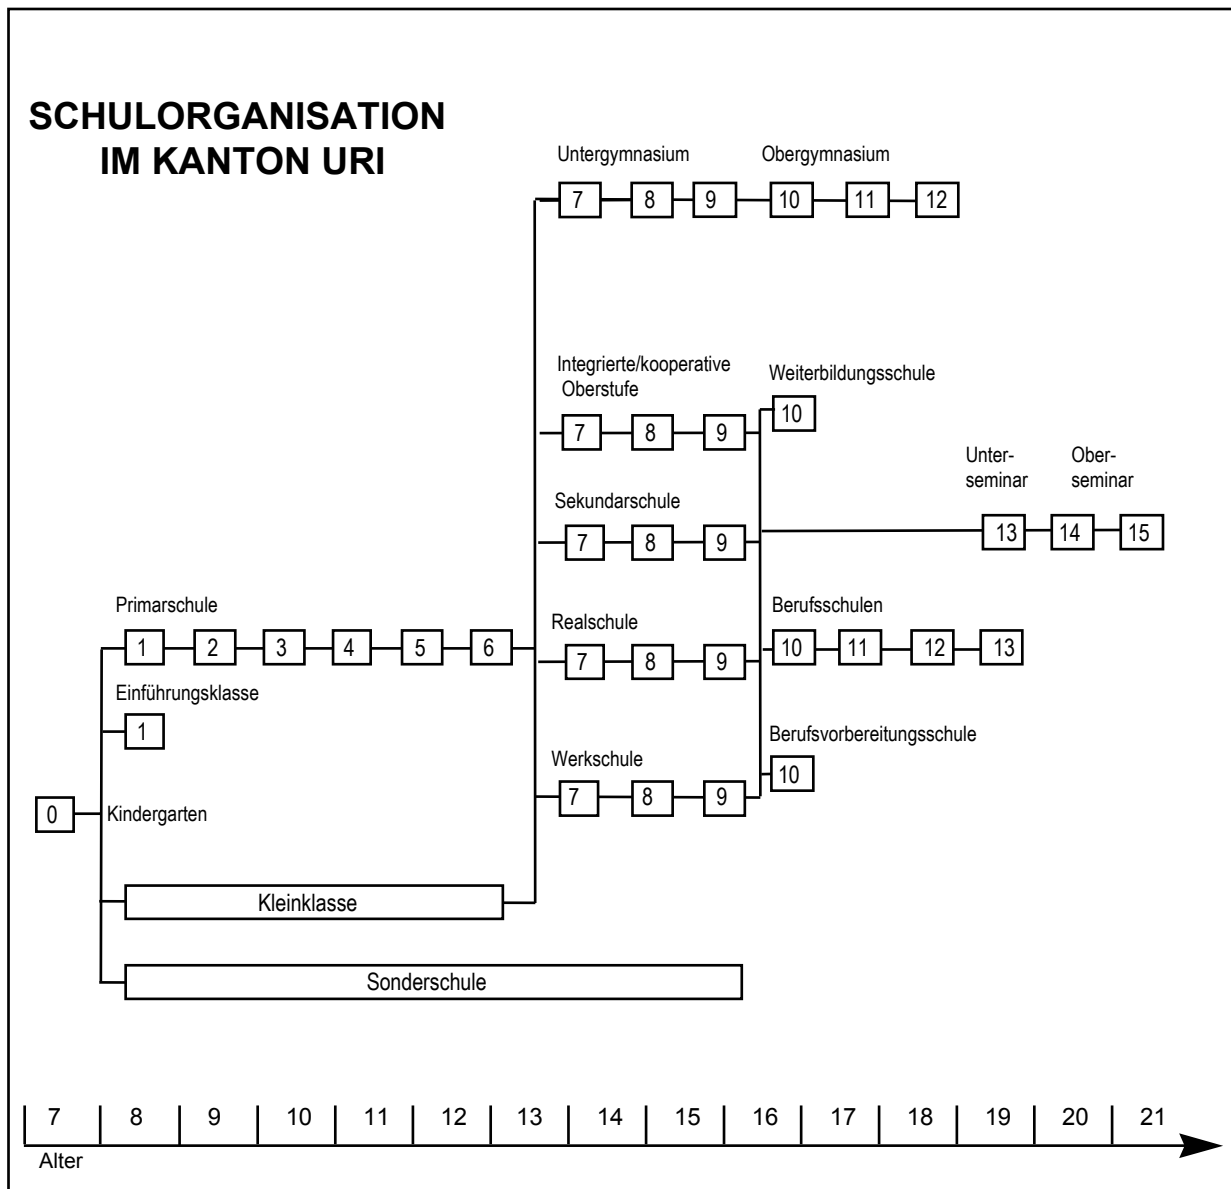 SCHULORGANISATION
IM KANTON URI
Untergymnasium Obergymnasium
7 8 9 10 11 12
Integrierte/kooperative
Oberstufe
Weiterbildungsschule
7 8 9 10
Unter-
seminar
Ober-
seminar
Sekundarschule
7 8 9 13 14 15
Primarschule Realschule Berufsschulen
1 2 3 4 5 6 7 8 9 10 11 12 13
Einführungsklasse
1
Werkschule Berufsvorbereitungsschule
7 8 9 10
0 Kindergarten
Kleinklasse
Sonderschule
7 8 9 10 11 12 13 14 15 16 17 18 19 20 21
Alter